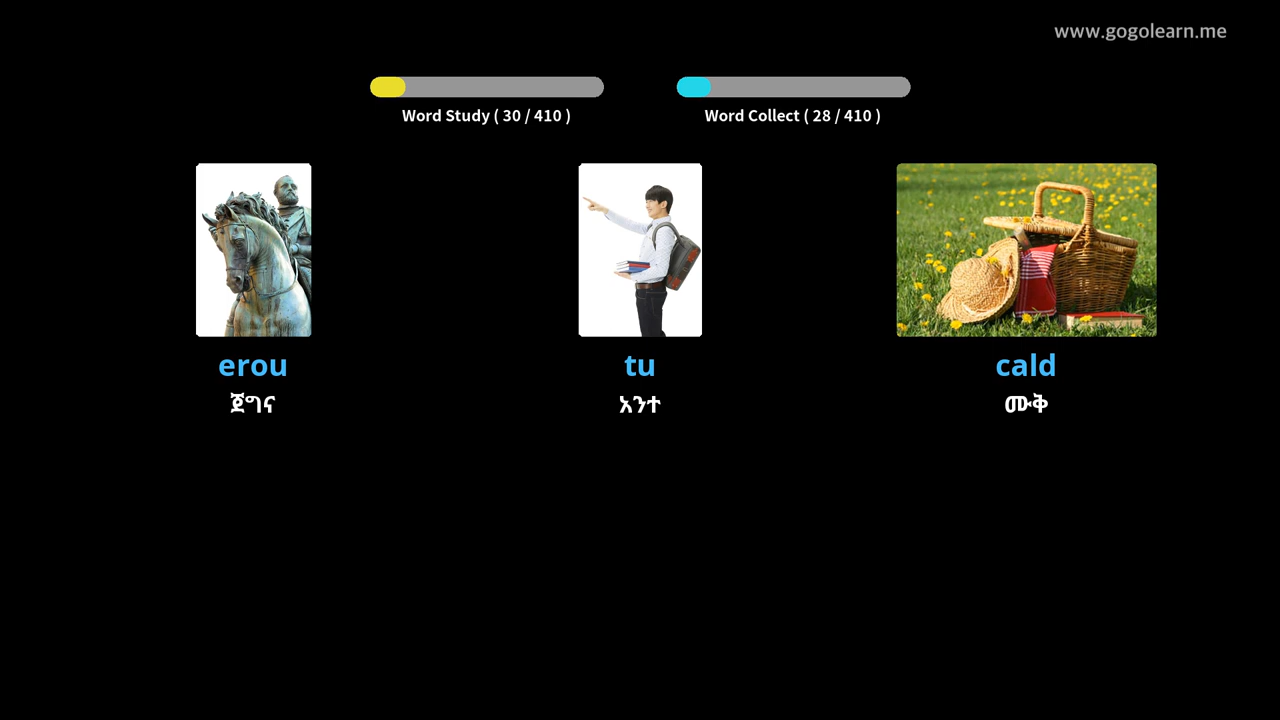 www.gogolearn.me
Word Study ( 30 / 410 )
Word Collect ( 28 / 410 )
erou
ጀግና
tu
አንተ
cald
ሙቅ